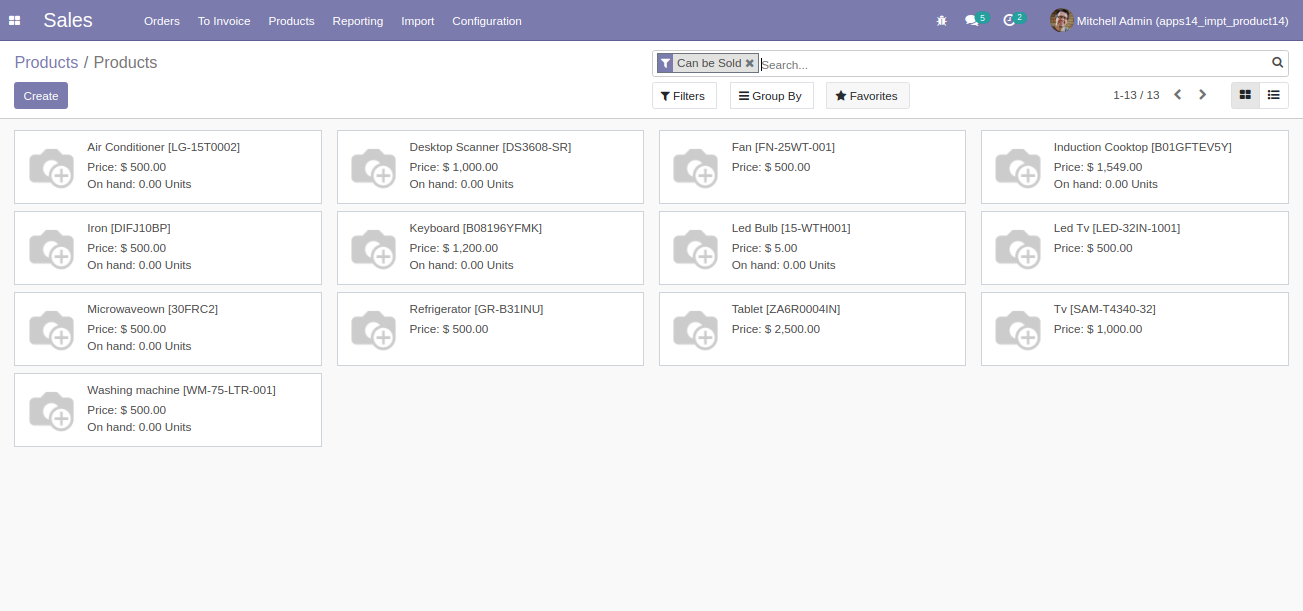 Sales Orders To Invoice Products Reporting Import Configuration 5 2 Mitchell Admin (apps14_impt_product14)
Products / Products
Can be Sold Search...
Create
Filters Group By Favorites 1-13 / 13
Air Conditioner [LG-15T0002]
Price: $ 500.00
On hand: 0.00 Units
Desktop Scanner [DS3608-SR]
Price: $ 1,000.00
On hand: 0.00 Units
Fan [FN-25WT-001]
Price: $ 500.00
Induction Cooktop [B01GFTEV5Y]
Price: $ 1,549.00
On hand: 0.00 Units
Iron [DIFJ10BP]
Price: $ 500.00
On hand: 0.00 Units
Keyboard [B08196YFMK]
Price: $ 1,200.00
On hand: 0.00 Units
Led Bulb [15-WTH001]
Price: $ 5.00
On hand: 0.00 Units
Led Tv [LED-32IN-1001]
Price: $ 500.00
Microwaveown [30FRC2]
Price: $ 500.00
On hand: 0.00 Units
Refrigerator [GR-B31INU]
Price: $ 500.00
Tablet [ZA6R0004IN]
Price: $ 2,500.00
Tv [SAM-T4340-32]
Price: $ 1,000.00
Washing machine [WM-75-LTR-001]
Price: $ 500.00
On hand: 0.00 Units